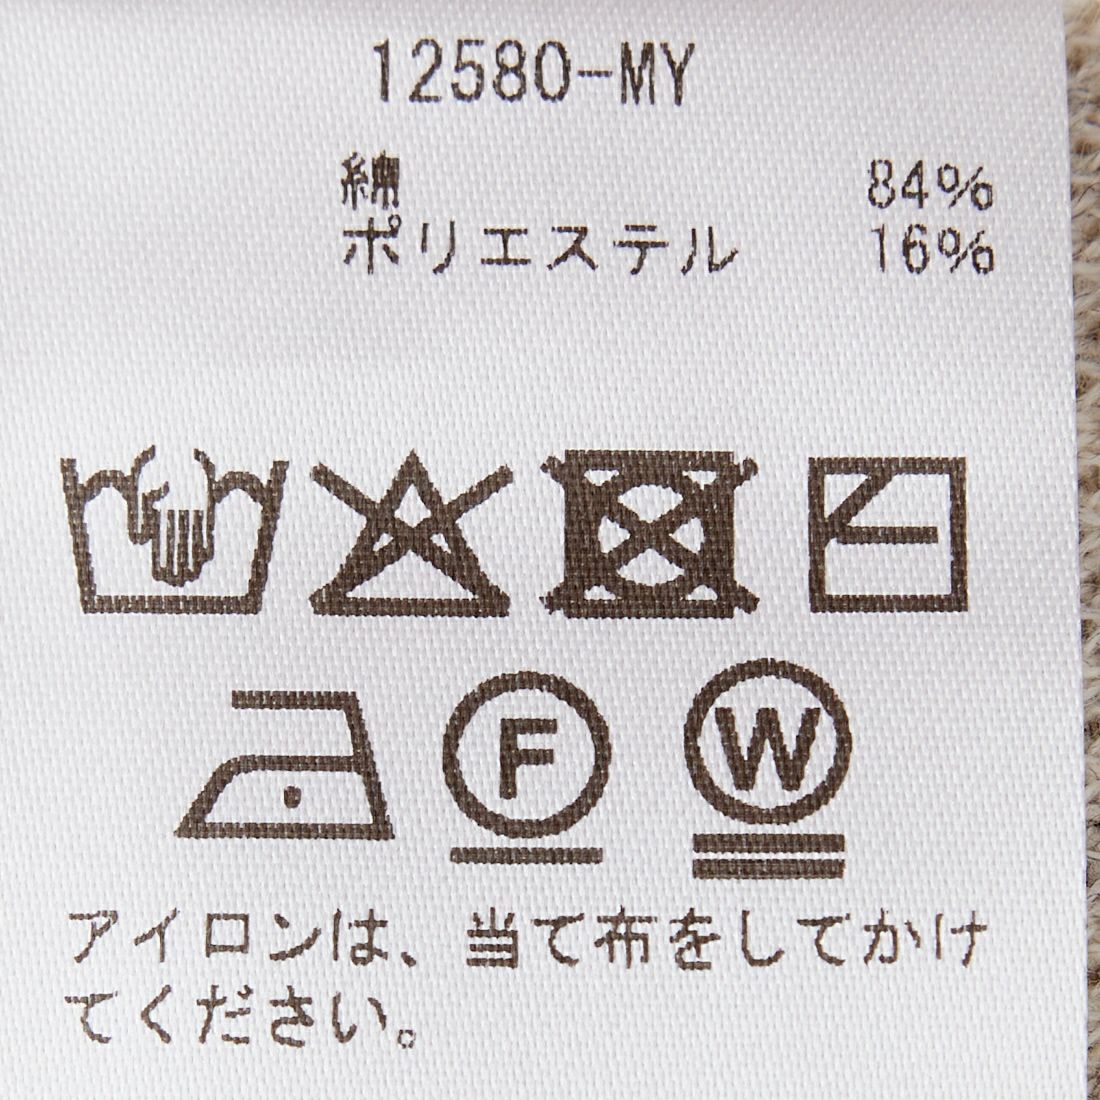 12580-MY
綿 84%
ポリエステル 16%
F W
アイロンは、当て布をしてかけ
てください。